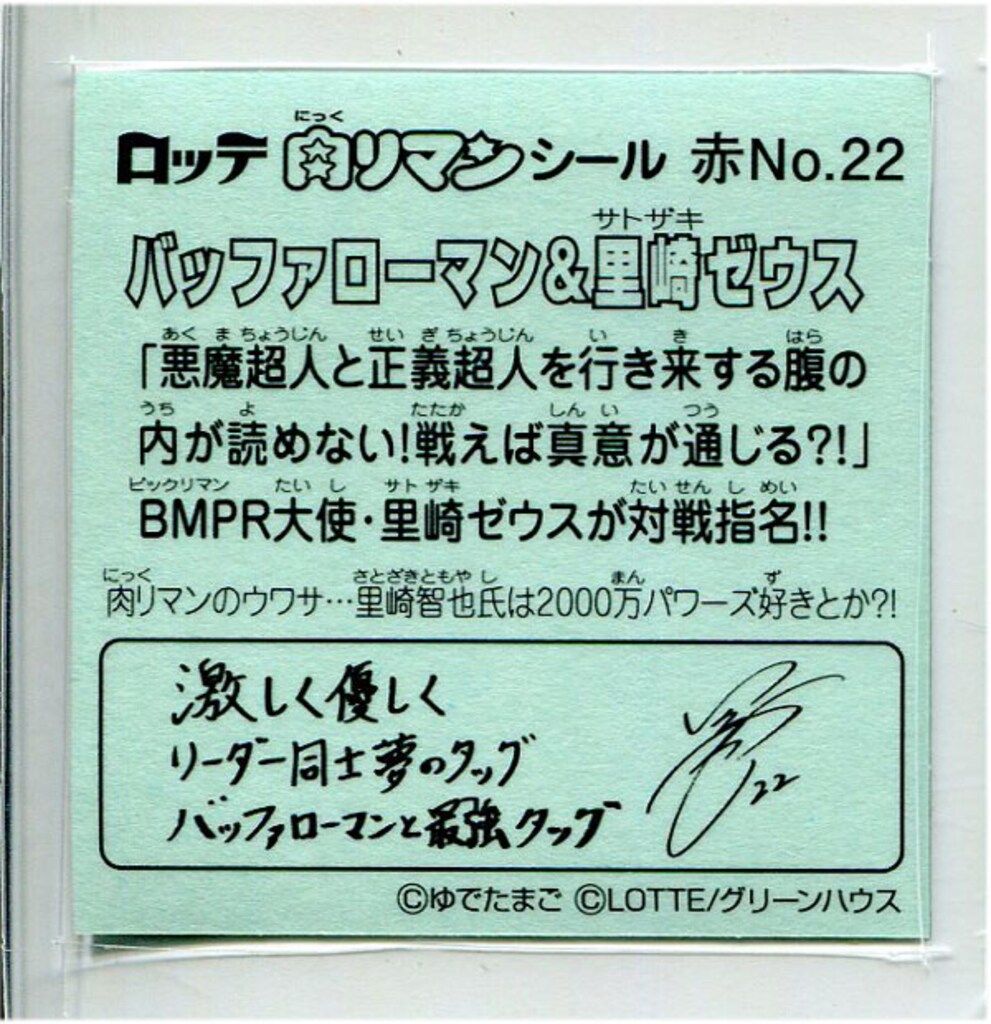 ロッテ 肉リマンシール 赤No.22
バッファローマン&里崎ゼウス
「悪魔超人と正義超人を行き来する腹の
内が読めない!戦えば真意が通じる?!」
BMPR大使・里崎ゼウスが対戦指名!!
肉リマンのウワサ…里崎智也氏は2000万パワーズ好きとか?!
激しく優しく
リーダー同士夢のタッグ
バッファローマンと最強タッグ
22
©ゆでたまご ©LOTTE/グリーンハウス